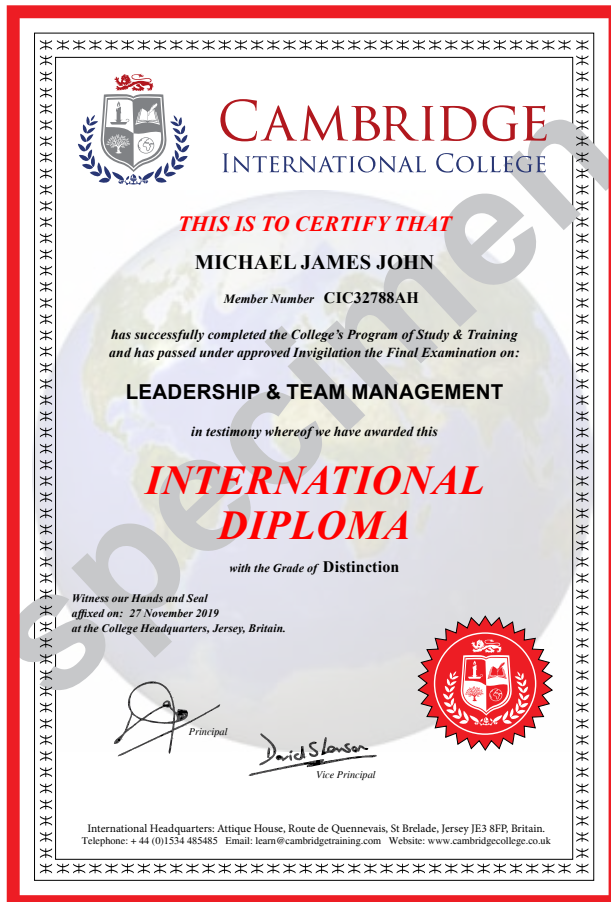 CAMBRIDGE
INTERNATIONAL COLLEGE
THIS IS TO CERTIFY THAT
MICHAEL JAMES JOHN
Member Number CIC32788AH
has successfully completed the College's Program of Study & Training
and has passed under approved Invigilation the Final Examination on:
LEADERSHIP & TEAM MANAGEMENT
in testimony whereof we have awarded this
INTERNATIONAL
DIPLOMA
with the Grade of Distinction
Witness our Hands and Seal
affixed on: 27 November 2019
at the College Headquarters, Jersey, Britain.
Principal
Vice Principal
International Headquarters: Attique House, Route de Quennevais, St Brelade, Jersey JE3 8FP, Britain.
Telephone: + 44 (0)1534 485485 Email: learn@cambridgetraining.com Website: www.cambridgecollege.co.uk
specimen